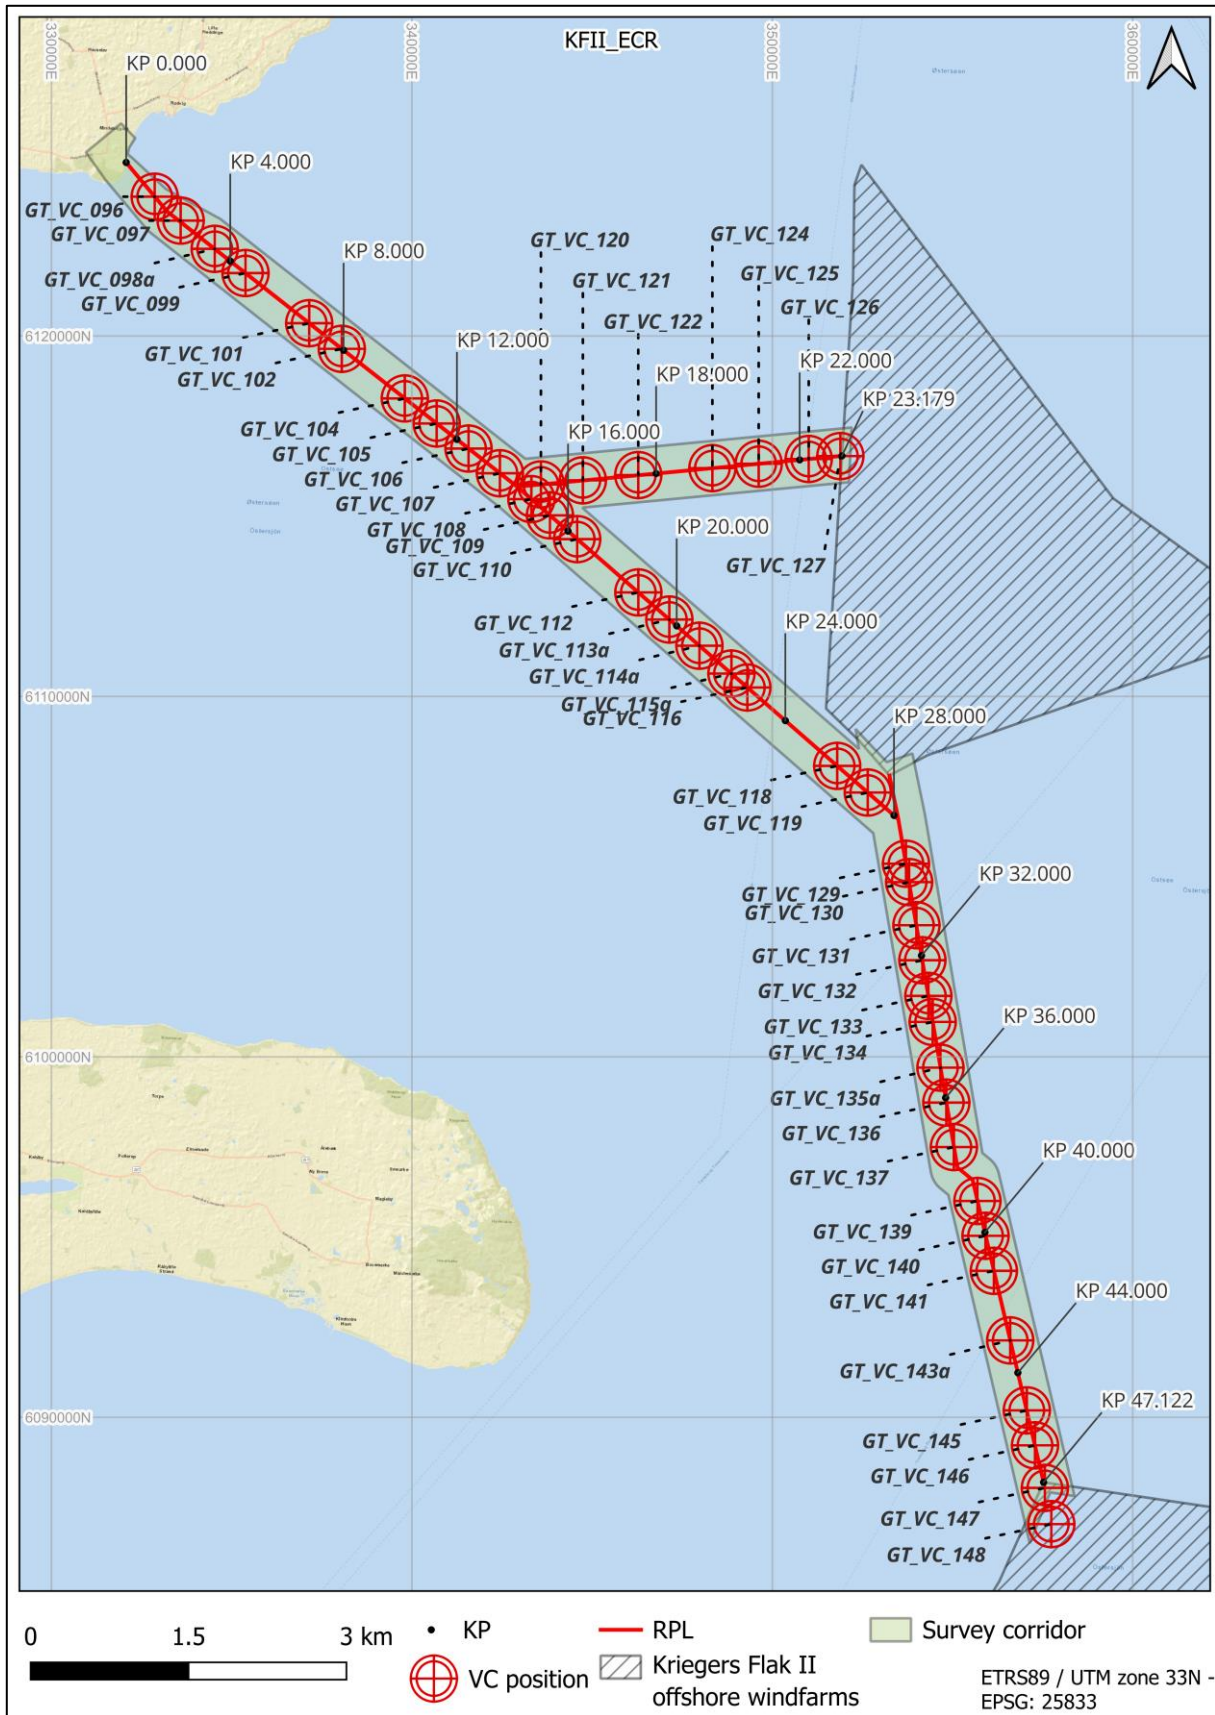 KFII_ECR
330000E
340000E
350000E
360000E
KP 0.000
KP 4.000
GT_VC_096
GT_VC_097
GT_VC_098a
GT_VC_099
KP 8.000
GT_VC_120
GT_VC_124
GT_VC_121
GT_VC_125
GT_VC_122
GT_VC_126
6120000N
GT_VC_101
GT_VC_102
KP 12.000
KP 22.000
KP 18.000
KP 23.179
GT_VC_104
KP 16.000
GT_VC_105
GT_VC_106
GT_VC_107
GT_VC_108
GT_VC_109
GT_VC_110
KP 20.000
GT_VC_127
GT_VC_112
KP 24.000
GT_VC_113a
GT_VC_114a
6110000N
GT_VC_115a
GT_VC_116
KP 28.000
GT_VC_118
GT_VC_119
KP 32.000
GT_VC_129
GT_VC_130
GT_VC_131
GT_VC_132
KP 36.000
GT_VC_133
GT_VC_134
6100000N
GT_VC_135a
GT_VC_136
KP 40.000
GT_VC_137
GT_VC_139
GT_VC_140
KP 44.000
GT_VC_141
GT_VC_143a
KP 47.122
6090000N
GT_VC_145
GT_VC_146
GT_VC_147
GT_VC_148
0 1.5 3 km
KP
RPL
Survey corridor
VC position
Kriegers Flak II
offshore windfarms
ETRS89 / UTM zone 33N -
EPSG: 25833